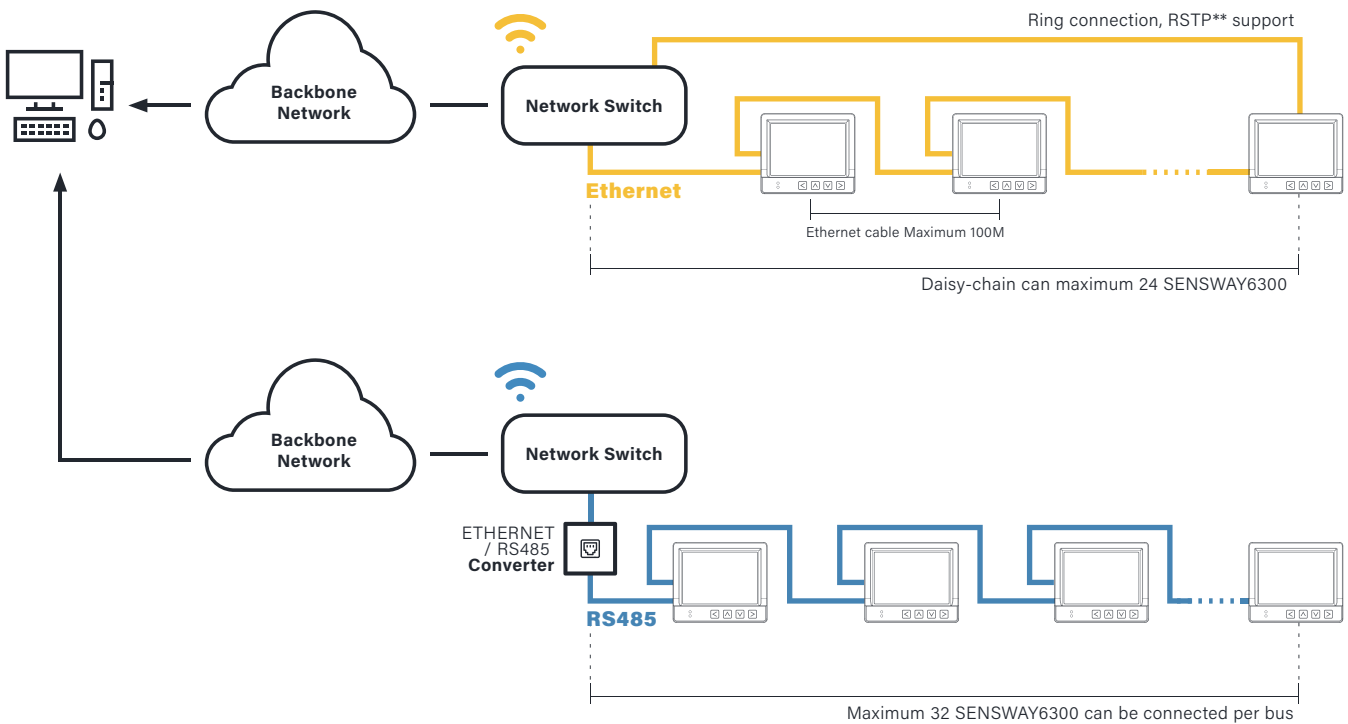 Ring connection, RSTP** support
Backbone
Network
Network Switch
Ethernet
Ethernet cable Maximum 100M
Daisy-chain can maximum 24 SENSWAY6300
Backbone
Network
Network Switch
ETHERNET
/ RS485
Converter
RS485
Maximum 32 SENSWAY6300 can be connected per bus